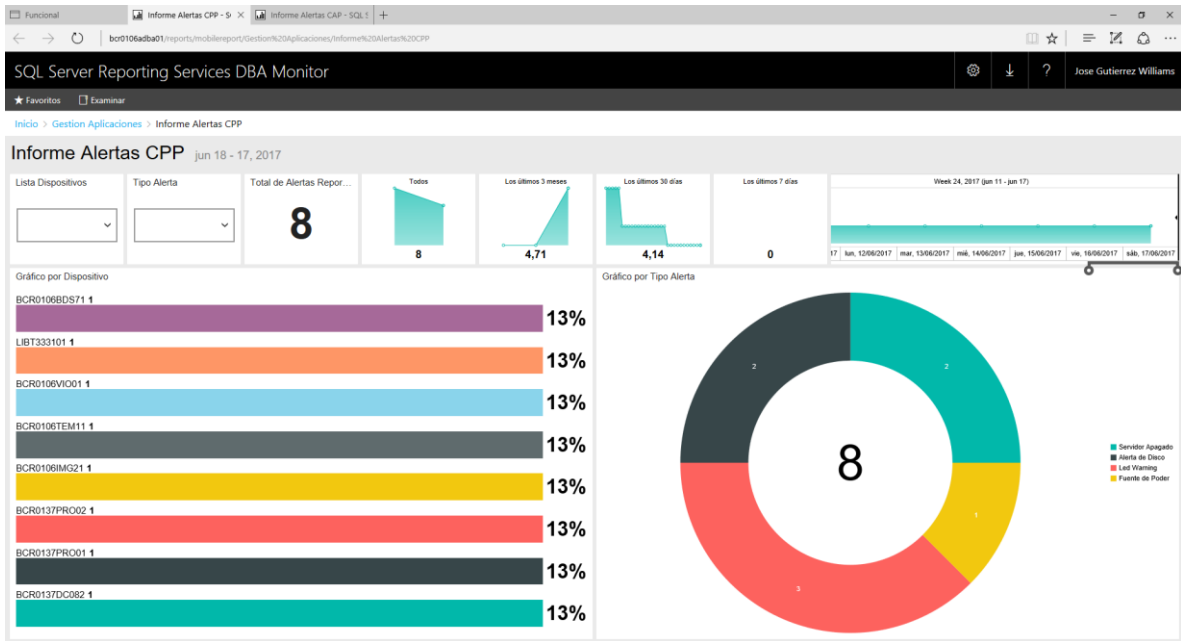 Funcional
Informe Alertas CPP - S
Informe Alertas CAP - SQL S
bcr0106adba01/reports/mobilereport/Gestion%20Aplicaciones/Informe%20Alertas%20CPP
SQL Server Reporting Services DBA Monitor
?
Jose Gutierrez Williams
Favoritos
Examinar
Inicio > Gestion Aplicaciones > Informe Alertas CPP
Informe Alertas CPP jun 18 - 17, 2017
Lista Dispositivos
Tipo Alerta
Total de Alertas Repor...
8
Todos
8
Los últimos 3 meses
4,71
Los últimos 30 días
4,14
Los últimos 7 días
0
Week 24, 2017 (jun 11 - jun 17)
17
lun, 12/06/2017
mar, 13/06/2017
mié, 14/06/2017
jue, 15/06/2017
vie, 16/06/2017
sáb, 17/06/2017
Gráfico por Dispositivo
BCR0106BDS71 1
13%
LIBT333101 1
13%
BCR0106VIO01 1
13%
BCR0106TEM11 1
13%
BCR0106IMG21 1
13%
BCR0137PRO02 1
13%
BCR0137PRO01 1
13%
BCR0137DC082 1
13%
Gráfico por Tipo Alerta
2
2
8
1
3
Servidor Apagado
Alerta de Disco
Led Warning
Fuente de Poder